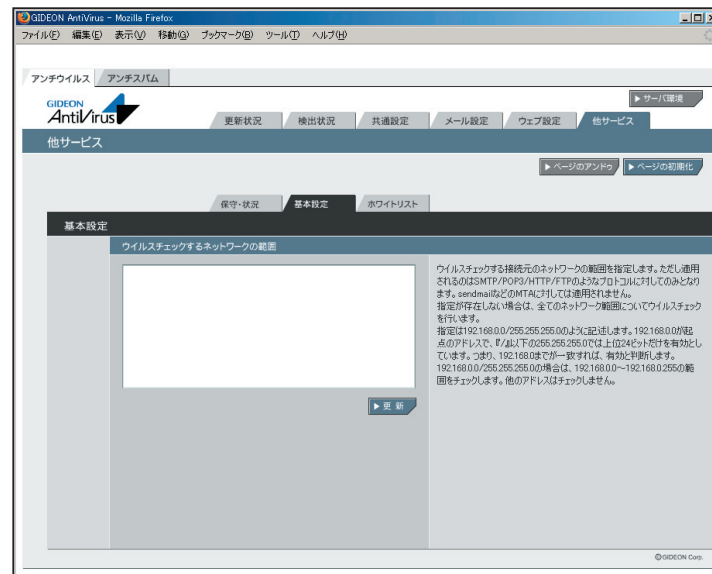 GIDEON AntiVirus - Mozilla Firefox
ファイル(F) 編集(E) 表示(V) 移動(G) ブックマーク(B) ツール(T) ヘルプ(H)
アンチウイルス アンチスパム
GIDEON
AntiVirus
▶ サーバ環境
更新状況 検出状況 共通設定 メール設定 ウェブ設定 他サービス
他サービス
▶ ページのアンドゥ ▶ ページの初期化
保守・状況 基本設定 ホワイトリスト
基本設定
ウイルスチェックするネットワークの範囲
ウイルスチェックする接続元のネットワークの範囲を指定します。ただし適用
されるのはSMTP/POP3/HTTP/FTPのようなプロトコルに対してのみとなり
ます。sendmailなどのMTAに対しては適用されません。
指定が存在しない場合は、全てのネットワーク範囲についてウイルスチェック
を行います。
指定は192.168.0.0/255.255.255.0のように記述します。192.168.0.0が起
点のアドレスで、『/』以下の255.255.255.0では上位24ビットだけを有効とし
ています。つまり、192.168.0までが一致すれば、有効と判断します。
192.168.0.0/255.255.255.0の場合は、192.168.0.0～192.168.0.255の範
囲をチェックします。他のアドレスはチェックしません。
▶ 更 新
©GIDEON Corp.